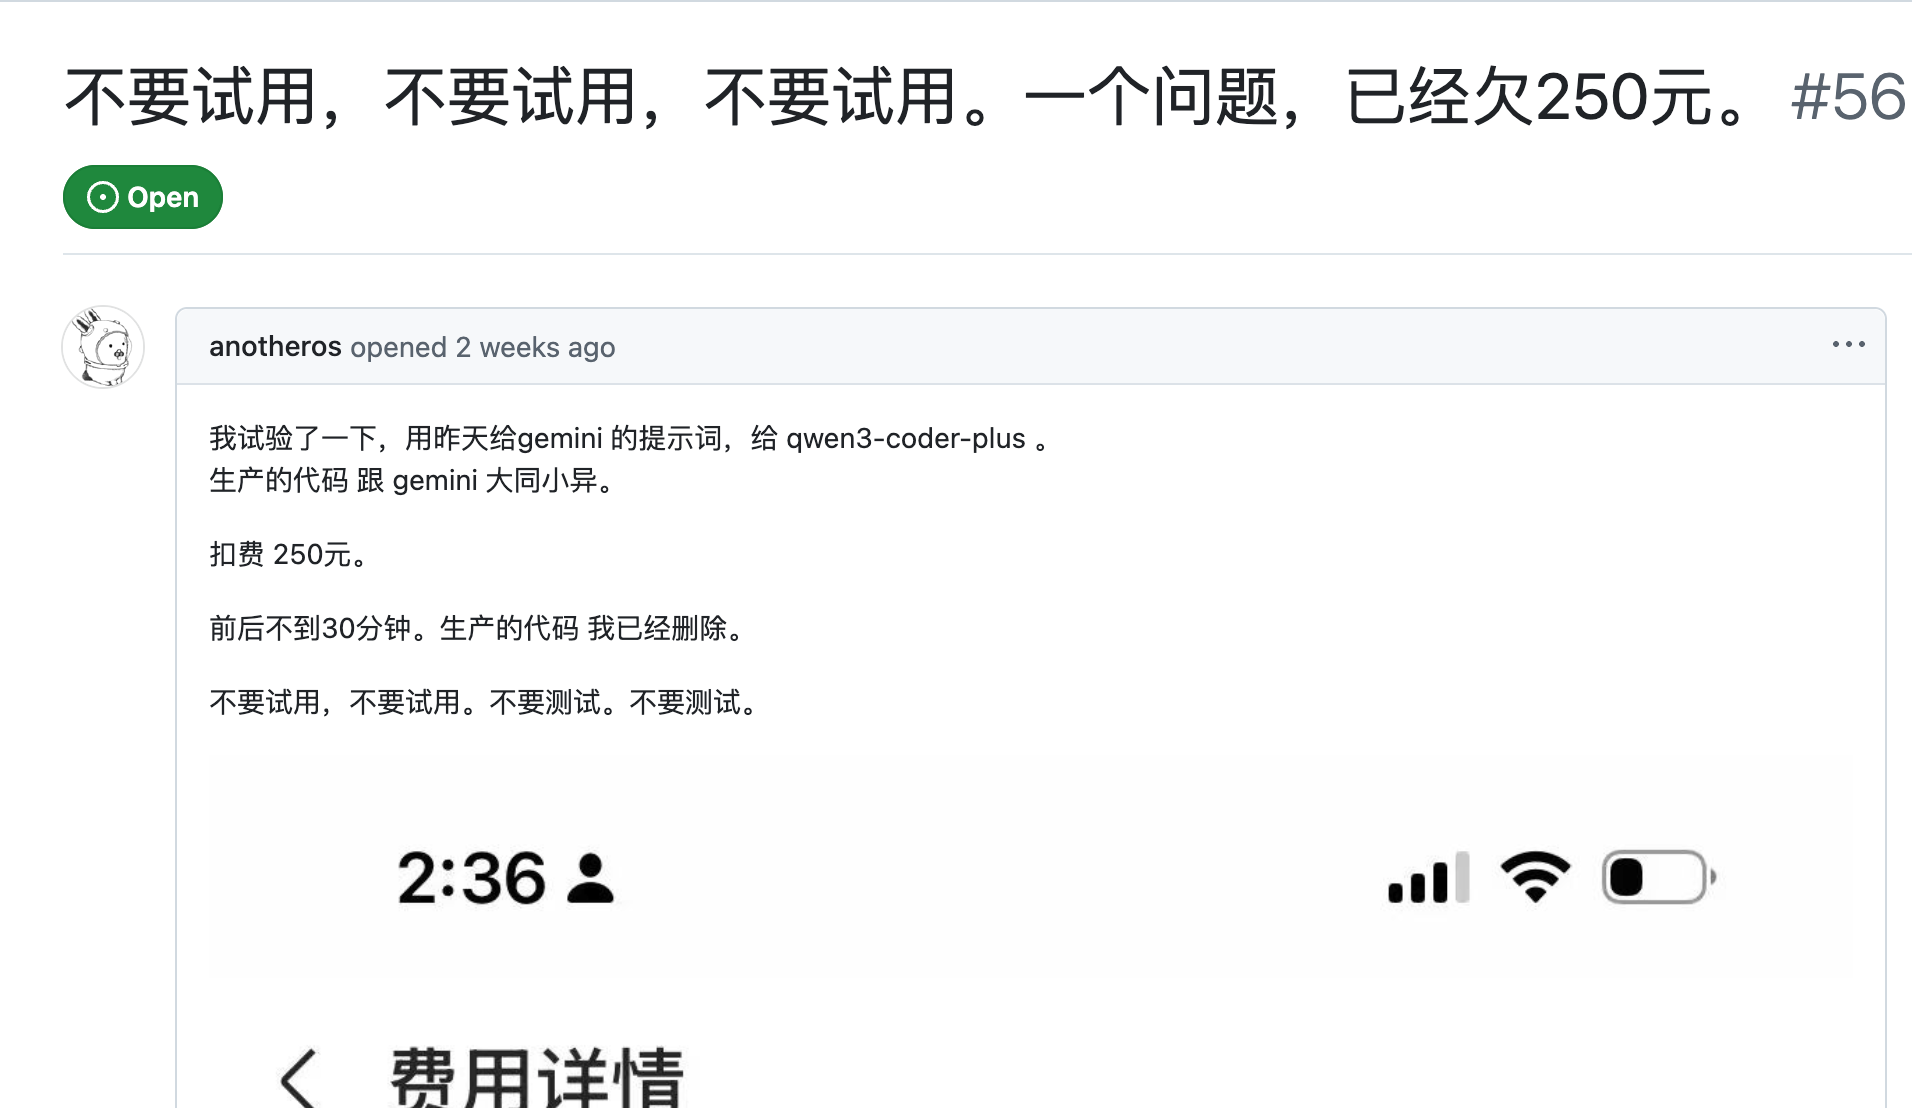 不要试用，不要试用，不要试用。一个问题，已经欠250元。 #56
Open
anotheros opened 2 weeks ago
我试验了一下，用昨天给gemini 的提示词，给 qwen3-coder-plus 。
生产的代码 跟 gemini 大同小异。
扣费 250元。
前后不到30分钟。生产的代码 我已经删除。
不要试用，不要试用。不要测试。不要测试。
2:36
费用详情